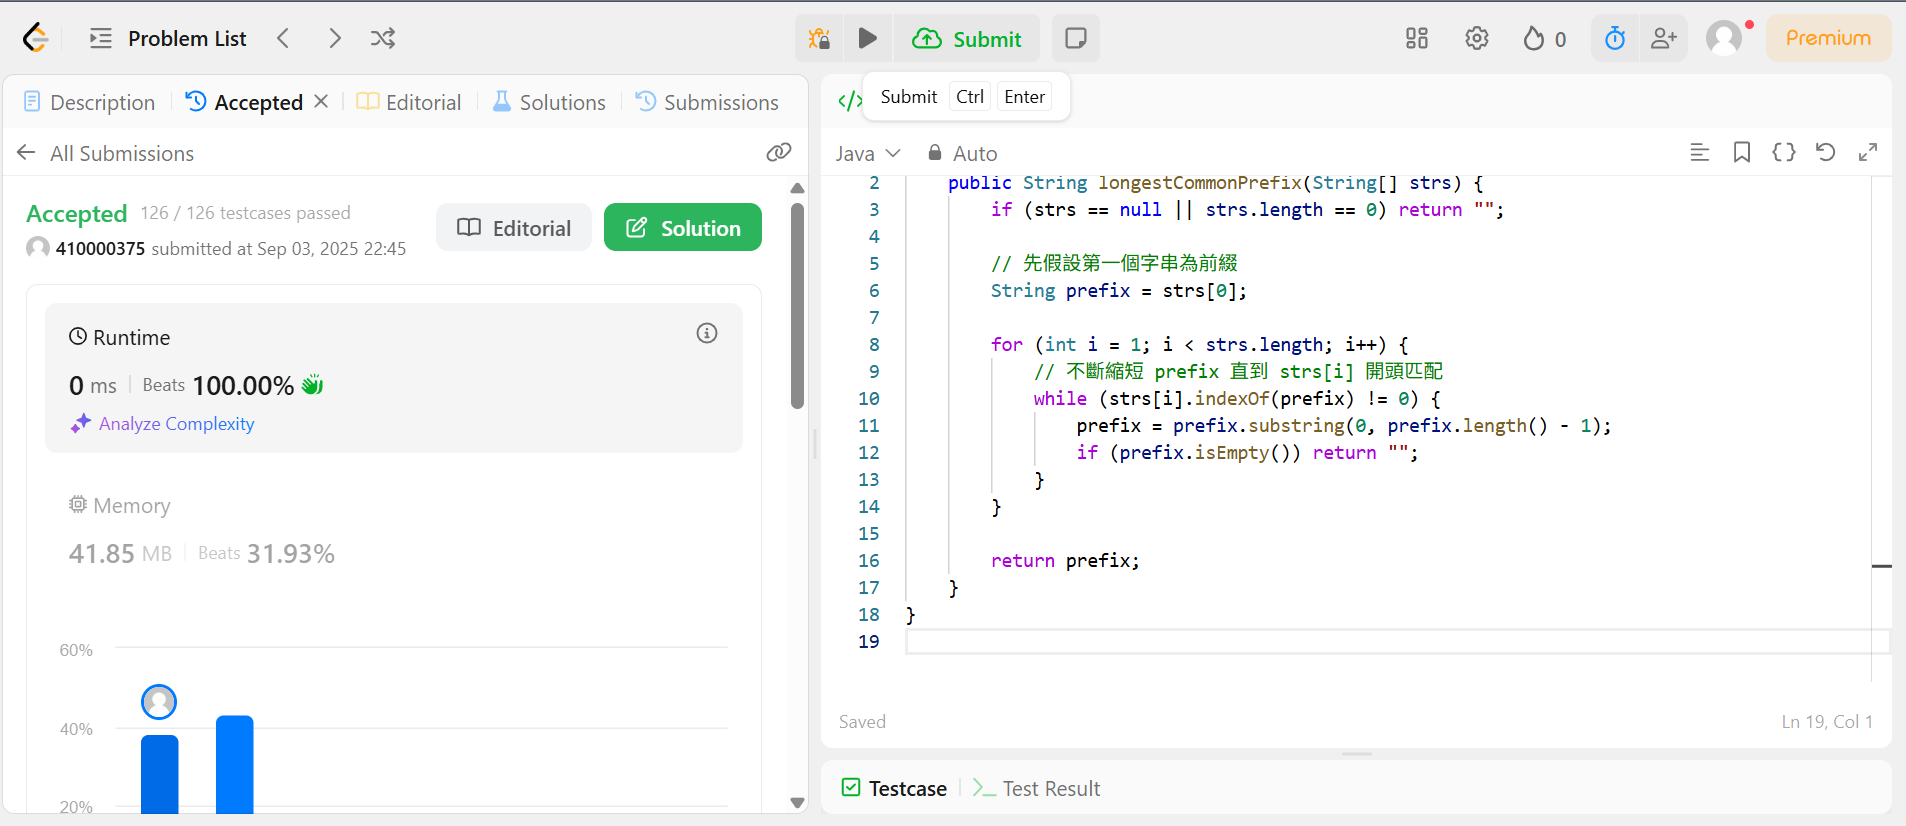 Problem List
Submit
0
Premium
Description
Accepted
Editorial
Solutions
Submissions
</>
Submit Ctrl Enter
All Submissions
Java
Auto
Accepted 126 / 126 testcases passed
410000375 submitted at Sep 03, 2025 22:45
Editorial
Solution
Runtime
0 ms
Beats 100.00%
Analyze Complexity
Memory
41.85 MB
Beats 31.93%
60%
40%
20%
2 public String longestCommonPrefix(String[] strs) {
3 if (strs == null || strs.length == 0) return "";
4
5 // 先假設第一個字串為前綴
6 String prefix = strs[0];
7
8 for (int i = 1; i < strs.length; i++) {
9 // 不斷縮短 prefix 直到 strs[i] 開頭匹配
10 while (strs[i].indexOf(prefix) != 0) {
11 prefix = prefix.substring(0, prefix.length() - 1);
12 if (prefix.isEmpty()) return "";
13 }
14 }
15
16 return prefix;
17 }
18 }
19
Saved
Ln 19, Col 1
Testcase
Test Result